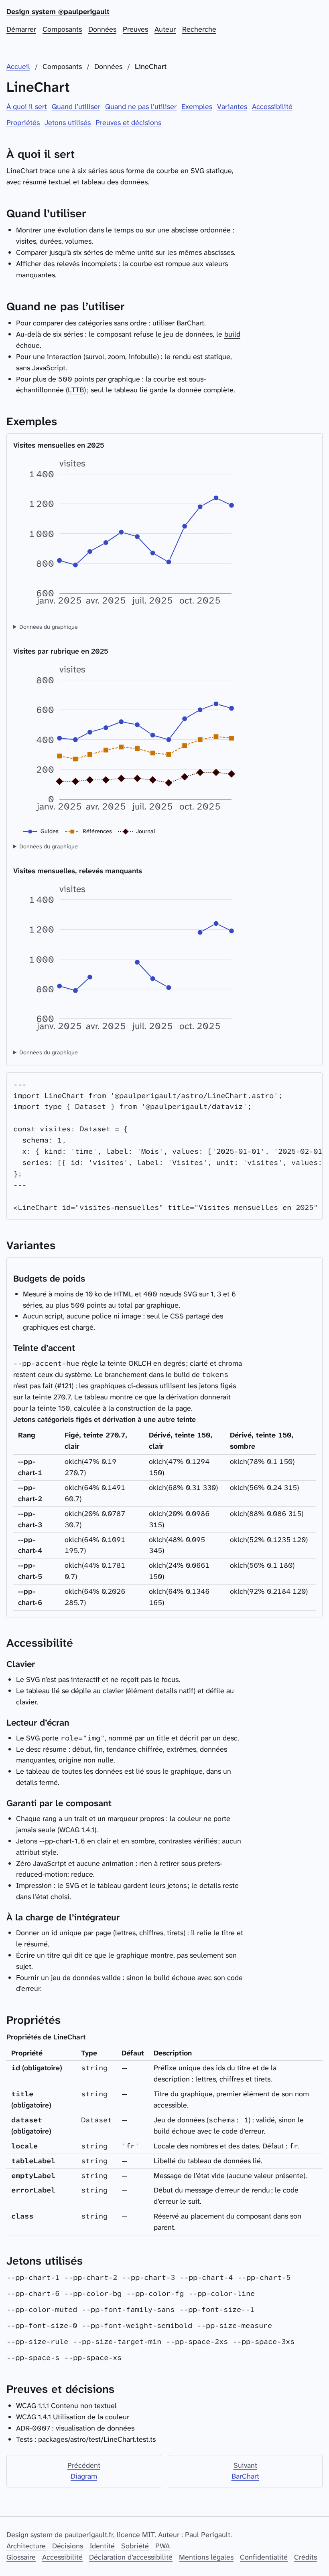 Design system @paulperigault
Démarrer Composants Données Preuves Auteur Recherche
Accueil / Composants / Données / LineChart
LineChart
À quoi il sert Quand l'utiliser Quand ne pas l'utiliser Exemples Variantes Accessibilité
Propriétés Jetons utilisés Preuves et décisions
À quoi il sert
LineChart trace une à six séries sous forme de courbe en SVG statique,
avec résumé textuel et tableau des données.
Quand l'utiliser
• Montrer une évolution dans le temps ou sur une abscisse ordonnée :
visites, durées, volumes.
• Comparer jusqu'à six séries de même unité sur les mêmes abscisses.
• Afficher des relevés incomplets : la courbe est rompue aux valeurs
manquantes.
Quand ne pas l'utiliser
• Pour comparer des catégories sans ordre : utiliser BarChart.
• Au-delà de six séries : le composant refuse le jeu de données, le build
échoue.
• Pour une interaction (survol, zoom, infobulle) : le rendu est statique,
sans JavaScript.
• Pour plus de 500 points par graphique : la courbe est sous-
échantillonnée (LTTB) ; seul le tableau lié garde la donnée complète.
Exemples
Visites mensuelles en 2025
visites
1 400
1 200
1 000
800
600
janv. 2025 avr. 2025 juil. 2025 oct. 2025
▶ Données du graphique
Visites par rubrique en 2025
visites
800
600
400
200
0
janv. 2025 avr. 2025 juil. 2025 oct. 2025
Guides Références Journal
▶ Données du graphique
Visites mensuelles, relevés manquants
visites
1 400
1 200
1 000
800
600
janv. 2025 avr. 2025 juil. 2025 oct. 2025
▶ Données du graphique
---
import LineChart from '@paulperigault/astro/LineChart.astro';
import type { Dataset } from '@paulperigault/dataviz';
const visites: Dataset = {
schema: 1,
x: { kind: 'time', label: 'Mois', values: ['2025-01-01', '2025-02-01
series: [{ id: 'visites', label: 'Visites', unit: 'visites', values:
};
---
<LineChart id="visites-mensuelles" title="Visites mensuelles en 2025"
Variantes
Budgets de poids
• Mesuré à moins de 10 ko de HTML et 400 nœuds SVG sur 1, 3 et 6
séries, au plus 500 points au total par graphique.
• Aucun script, aucune police ni image : seul le CSS partagé des
graphiques est chargé.
Teinte d'accent
--pp-accent-hue règle la teinte OKLCH en degrés ; clarté et chroma
restent ceux du système. Le branchement dans le build de tokens
n'est pas fait (#121) : les graphiques ci-dessus utilisent les jetons figés
sur la teinte 270.7. Le tableau montre ce que la dérivation donnerait
pour la teinte 150, calculée à la construction de la page.
Jetons catégoriels figés et dérivation à une autre teinte
Rang Figé, teinte 270.7, clair Dérivé, teinte 150, clair Dérivé, teinte 150, sombre
--pp-chart-1 oklch(47% 0.19 270.7) oklch(47% 0.1294 150) oklch(78% 0.1 150)
--pp-chart-2 oklch(64% 0.1491 60.7) oklch(68% 0.31 330) oklch(56% 0.24 315)
--pp-chart-3 oklch(20% 0.0787 30.7) oklch(20% 0.0986 315) oklch(88% 0.086 315)
--pp-chart-4 oklch(64% 0.1091 195.7) oklch(48% 0.095 345) oklch(52% 0.1235 120)
--pp-chart-5 oklch(44% 0.1781 0.7) oklch(24% 0.0661 150) oklch(56% 0.1 180)
--pp-chart-6 oklch(64% 0.2026 285.7) oklch(64% 0.1346 165) oklch(92% 0.2184 120)
Accessibilité
Clavier
• Le SVG n'est pas interactif et ne reçoit pas le focus.
• Le tableau lié se déplie au clavier (élément details natif) et défile au
clavier.
Lecteur d'écran
• Le SVG porte role="img", nommé par un title et décrit par un desc.
• Le desc résume : début, fin, tendance chiffrée, extrêmes, données
manquantes, origine non nulle.
• Le tableau de toutes les données est lié sous le graphique, dans un
details fermé.
Garanti par le composant
• Chaque rang a un trait et un marqueur propres : la couleur ne porte
jamais seule (WCAG 1.4.1).
• Jetons --pp-chart-1..6 en clair et en sombre, contrastes vérifiés ; aucun
attribut style.
• Zéro JavaScript et aucune animation : rien à retirer sous prefers-
reduced-motion: reduce.
• Impression : le SVG et le tableau gardent leurs jetons ; le details reste
dans l'état choisi.
À la charge de l'intégrateur
• Donner un id unique par page (lettres, chiffres, tirets) : il relie le titre et
le résumé.
• Écrire un titre qui dit ce que le graphique montre, pas seulement son
sujet.
• Fournir un jeu de données valide : sinon le build échoue avec son code
d'erreur.
Propriétés
Propriétés de LineChart
Propriété Type Défaut Description
id (obligatoire) string — Préfixe unique des ids du titre et de la description : lettres, chiffres et tirets.
title (obligatoire) string — Titre du graphique, premier élément de son nom accessible.
dataset (obligatoire) Dataset — Jeu de données (schema: 1) : validé, sinon le build échoue avec le code d'erreur.
locale string 'fr' Locale des nombres et des dates. Défaut : fr.
tableLabel string — Libellé du tableau de données lié.
emptyLabel string — Message de l'état vide (aucune valeur présente).
errorLabel string — Début du message d'erreur de rendu ; le code d'erreur le suit.
class string — Réservé au placement du composant dans son parent.
Jetons utilisés
--pp-chart-1 --pp-chart-2 --pp-chart-3 --pp-chart-4 --pp-chart-5
--pp-chart-6 --pp-color-bg --pp-color-fg --pp-color-line
--pp-color-muted --pp-font-family-sans --pp-font-size--1
--pp-font-size-0 --pp-font-weight-semibold --pp-size-measure
--pp-size-rule --pp-size-target-min --pp-space-2xs --pp-space-3xs
--pp-space-s --pp-space-xs
Preuves et décisions
• WCAG 1.1.1 Contenu non textuel
• WCAG 1.4.1 Utilisation de la couleur
• ADR-0007 : visualisation de données
• Tests : packages/astro/test/LineChart.test.ts
Précédent
Diagram
Suivant
BarChart
Design system de paulperigault.fr, licence MIT. Auteur : Paul Perigault.
Architecture Décisions Identité Sobriété PWA
Glossaire Accessibilité Déclaration d'accessibilité Mentions légales Confidentialité Crédits